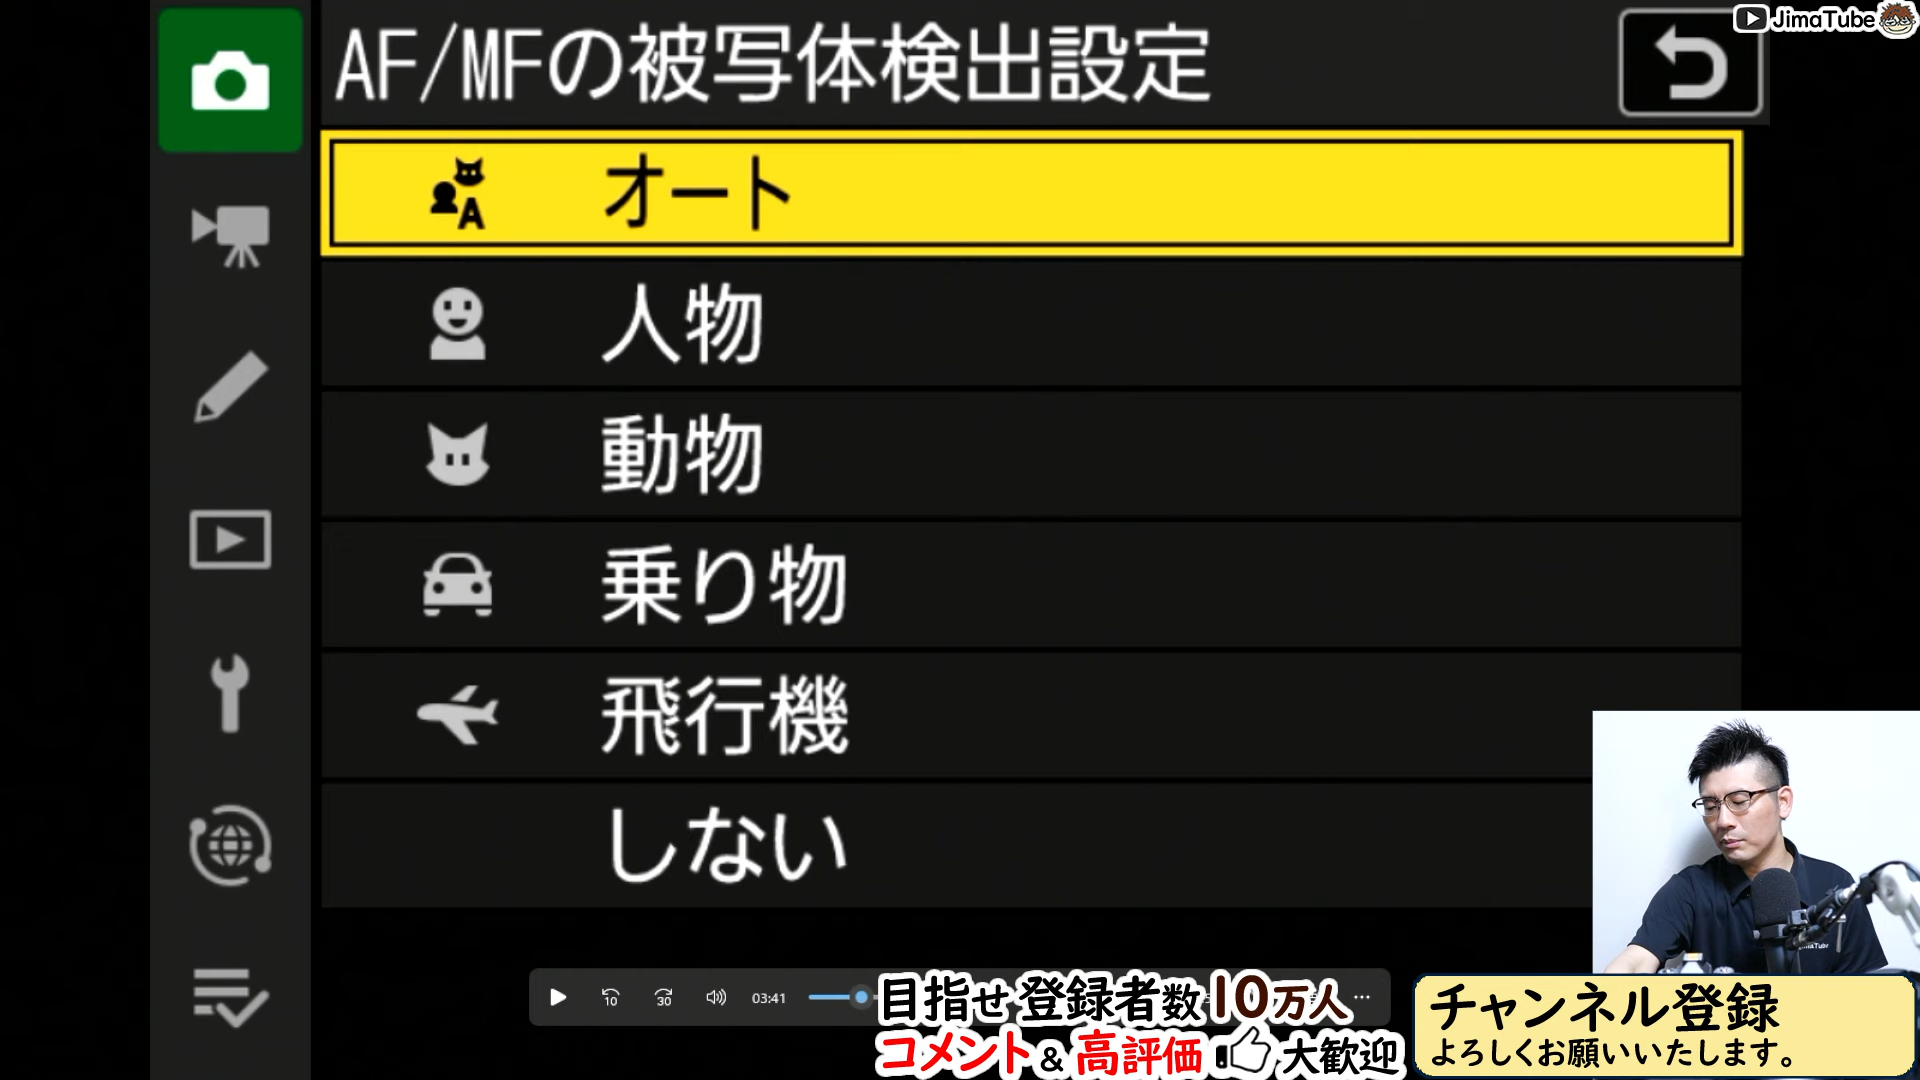 AF/MFの被写体検出設定
JimaTube
オート
人物
動物
乗り物
飛行機
しない
10 30 03:41
目指せ 登録者数10万人
コメント&高評価 大歓迎
チャンネル登録
よろしくお願いいたします。